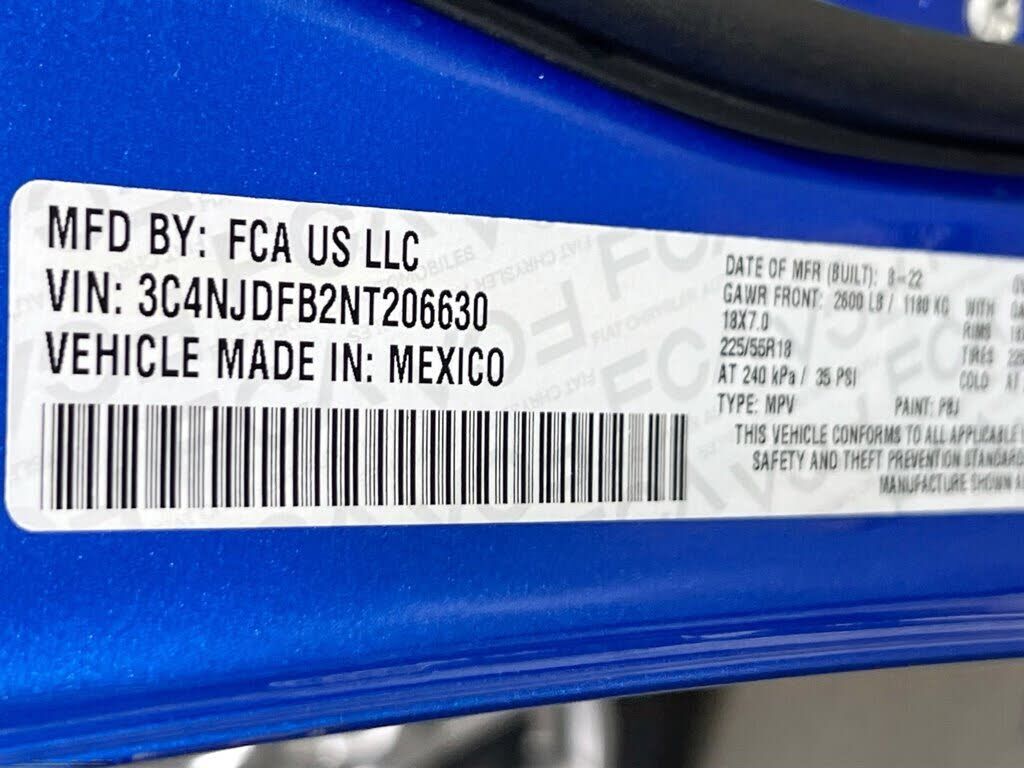 MFD BY: FCA US LLC
VIN: 3C4NJDFB2NT206630
VEHICLE MADE IN: MEXICO
DATE OF MFR (BUILT): 8-22
GAWR FRONT: 2600 LB / 1180 KG WITH
18X7.0 RIMS
225/55R18 TIRES
AT 240 kPa / 35 PSI COLD
TYPE: MPV PAINT: PBJ
THIS VEHICLE CONFORMS TO ALL APPLICABLE
SAFETY AND THEFT PREVENTION STANDARD
MANUFACTURE SHOWN